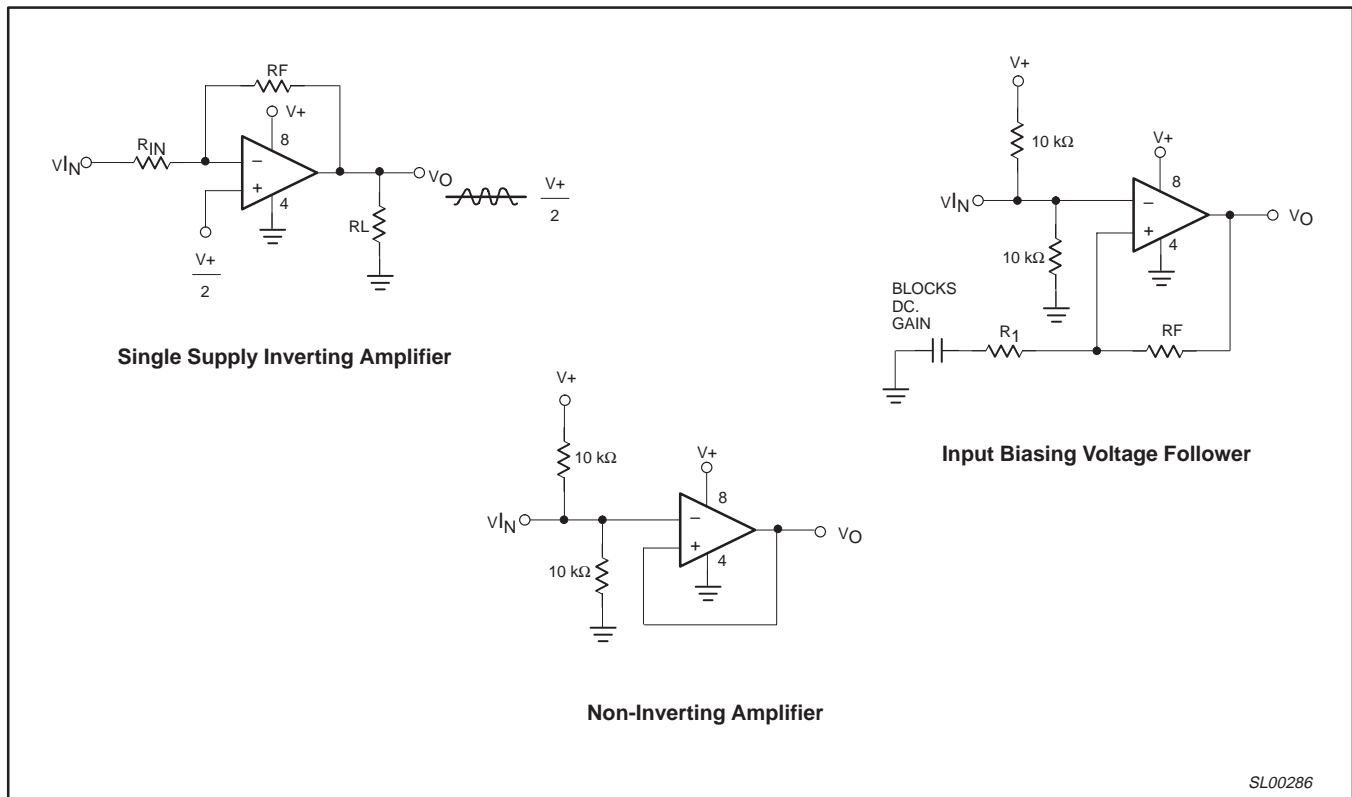 RF
V+
8
RIN
VIN
−
+
4
VO
V+
2
RL
V+
2
Single Supply Inverting Amplifier
V+
10 kΩ
V+
8
VIN
−
+
4
VO
10 kΩ
BLOCKS
DC.
GAIN
R1
RF
Input Biasing Voltage Follower
V+
10 kΩ
V+
8
VIN
−
+
4
VO
10 kΩ
Non-Inverting Amplifier
SL00286